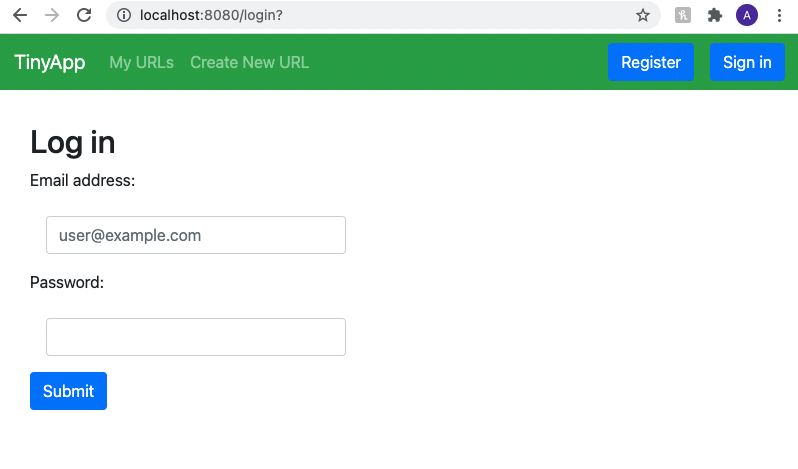 localhost:8080/login?
A
TinyApp My URLs Create New URL Register Sign in
Log in
Email address:
user@example.com
Password:
Submit